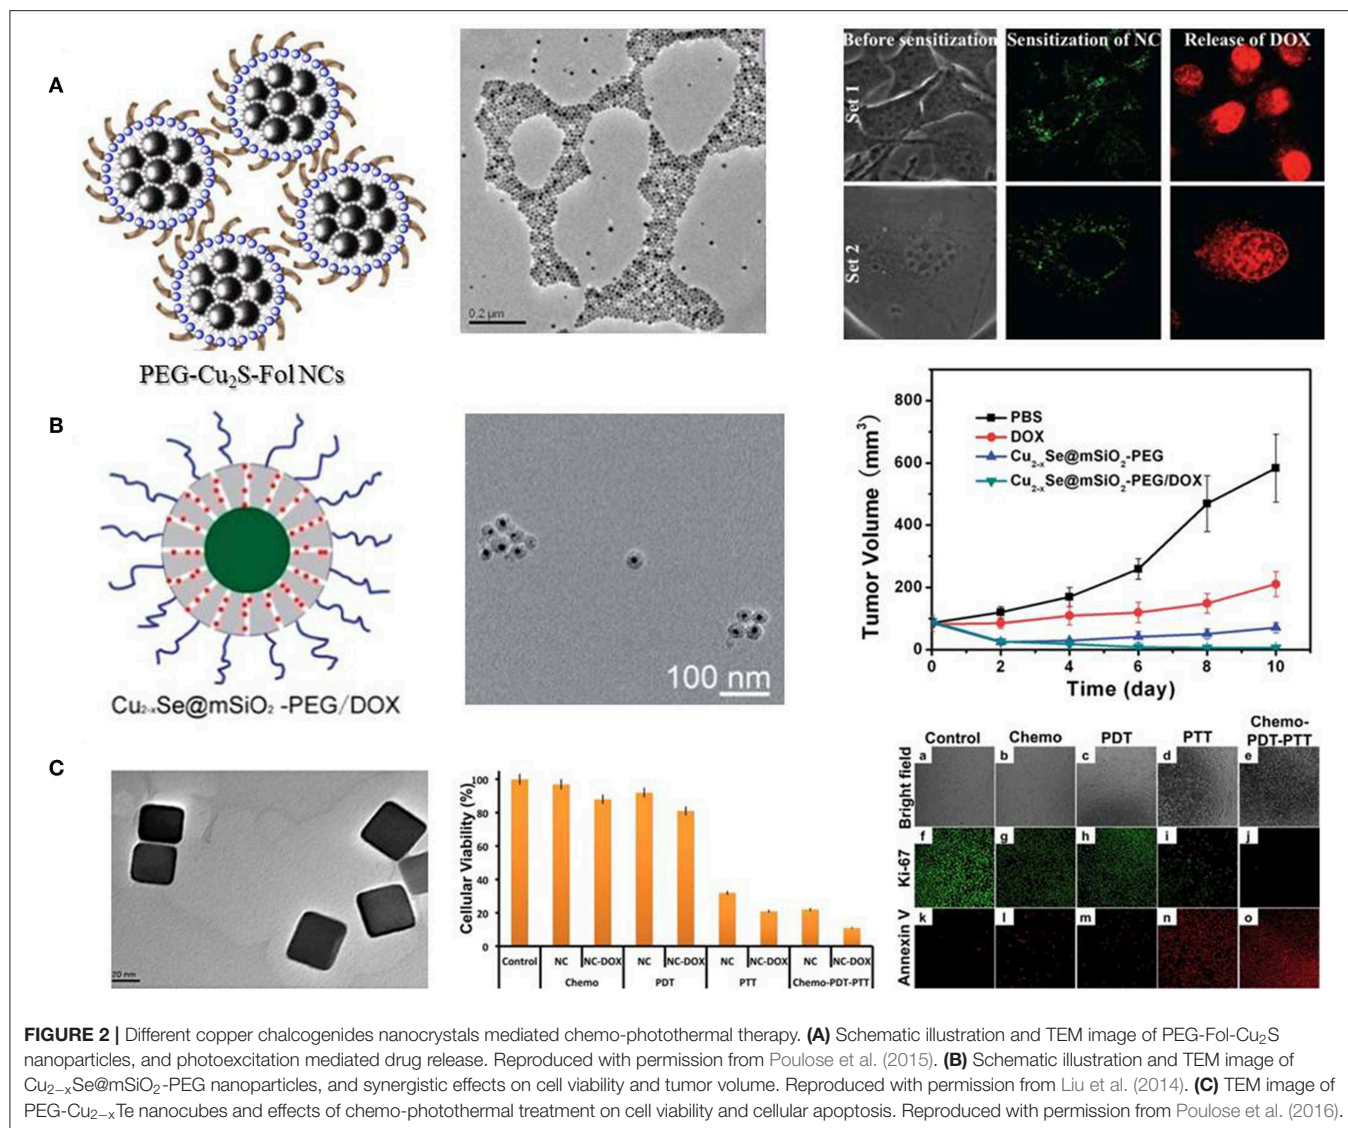 A
Before sensitization
Sensitization of NC
Release of DOX
Set 1
Set 2
0.2 µm
PEG-Cu₂S-Fol NCs
B
Cu₂₋ₓSe@mSiO₂ -PEG/DOX
100 nm
Tumor Volume (mm³)
800
600
400
200
0
PBS
DOX
Cu₂₋ₓSe@mSiO₂-PEG
Cu₂₋ₓSe@mSiO₂-PEG/DOX
0 2 4 6 8 10
Time (day)
C
20 nm
Cellular Viability (%)
100
80
60
40
20
0
Control NC NC-DOX NC NC-DOX NC NC-DOX NC NC-DOX
Chemo PDT PTT Chemo-PDT-PTT
Control Chemo PDT PTT Chemo-
PDT-PTT
Bright field
a b c d e
Ki-67
f g h i j
Annexin V
k l m n o
FIGURE 2 | Different copper chalcogenides nanocrystals mediated chemo-photothermal therapy. (A) Schematic illustration and TEM image of PEG-Fol-Cu₂S
nanoparticles, and photoexcitation mediated drug release. Reproduced with permission from Poulose et al. (2015). (B) Schematic illustration and TEM image of
Cu₂₋ₓSe@mSiO₂-PEG nanoparticles, and synergistic effects on cell viability and tumor volume. Reproduced with permission from Liu et al. (2014). (C) TEM image of
PEG-Cu₂₋ₓTe nanocubes and effects of chemo-photothermal treatment on cell viability and cellular apoptosis. Reproduced with permission from Poulose et al. (2016).